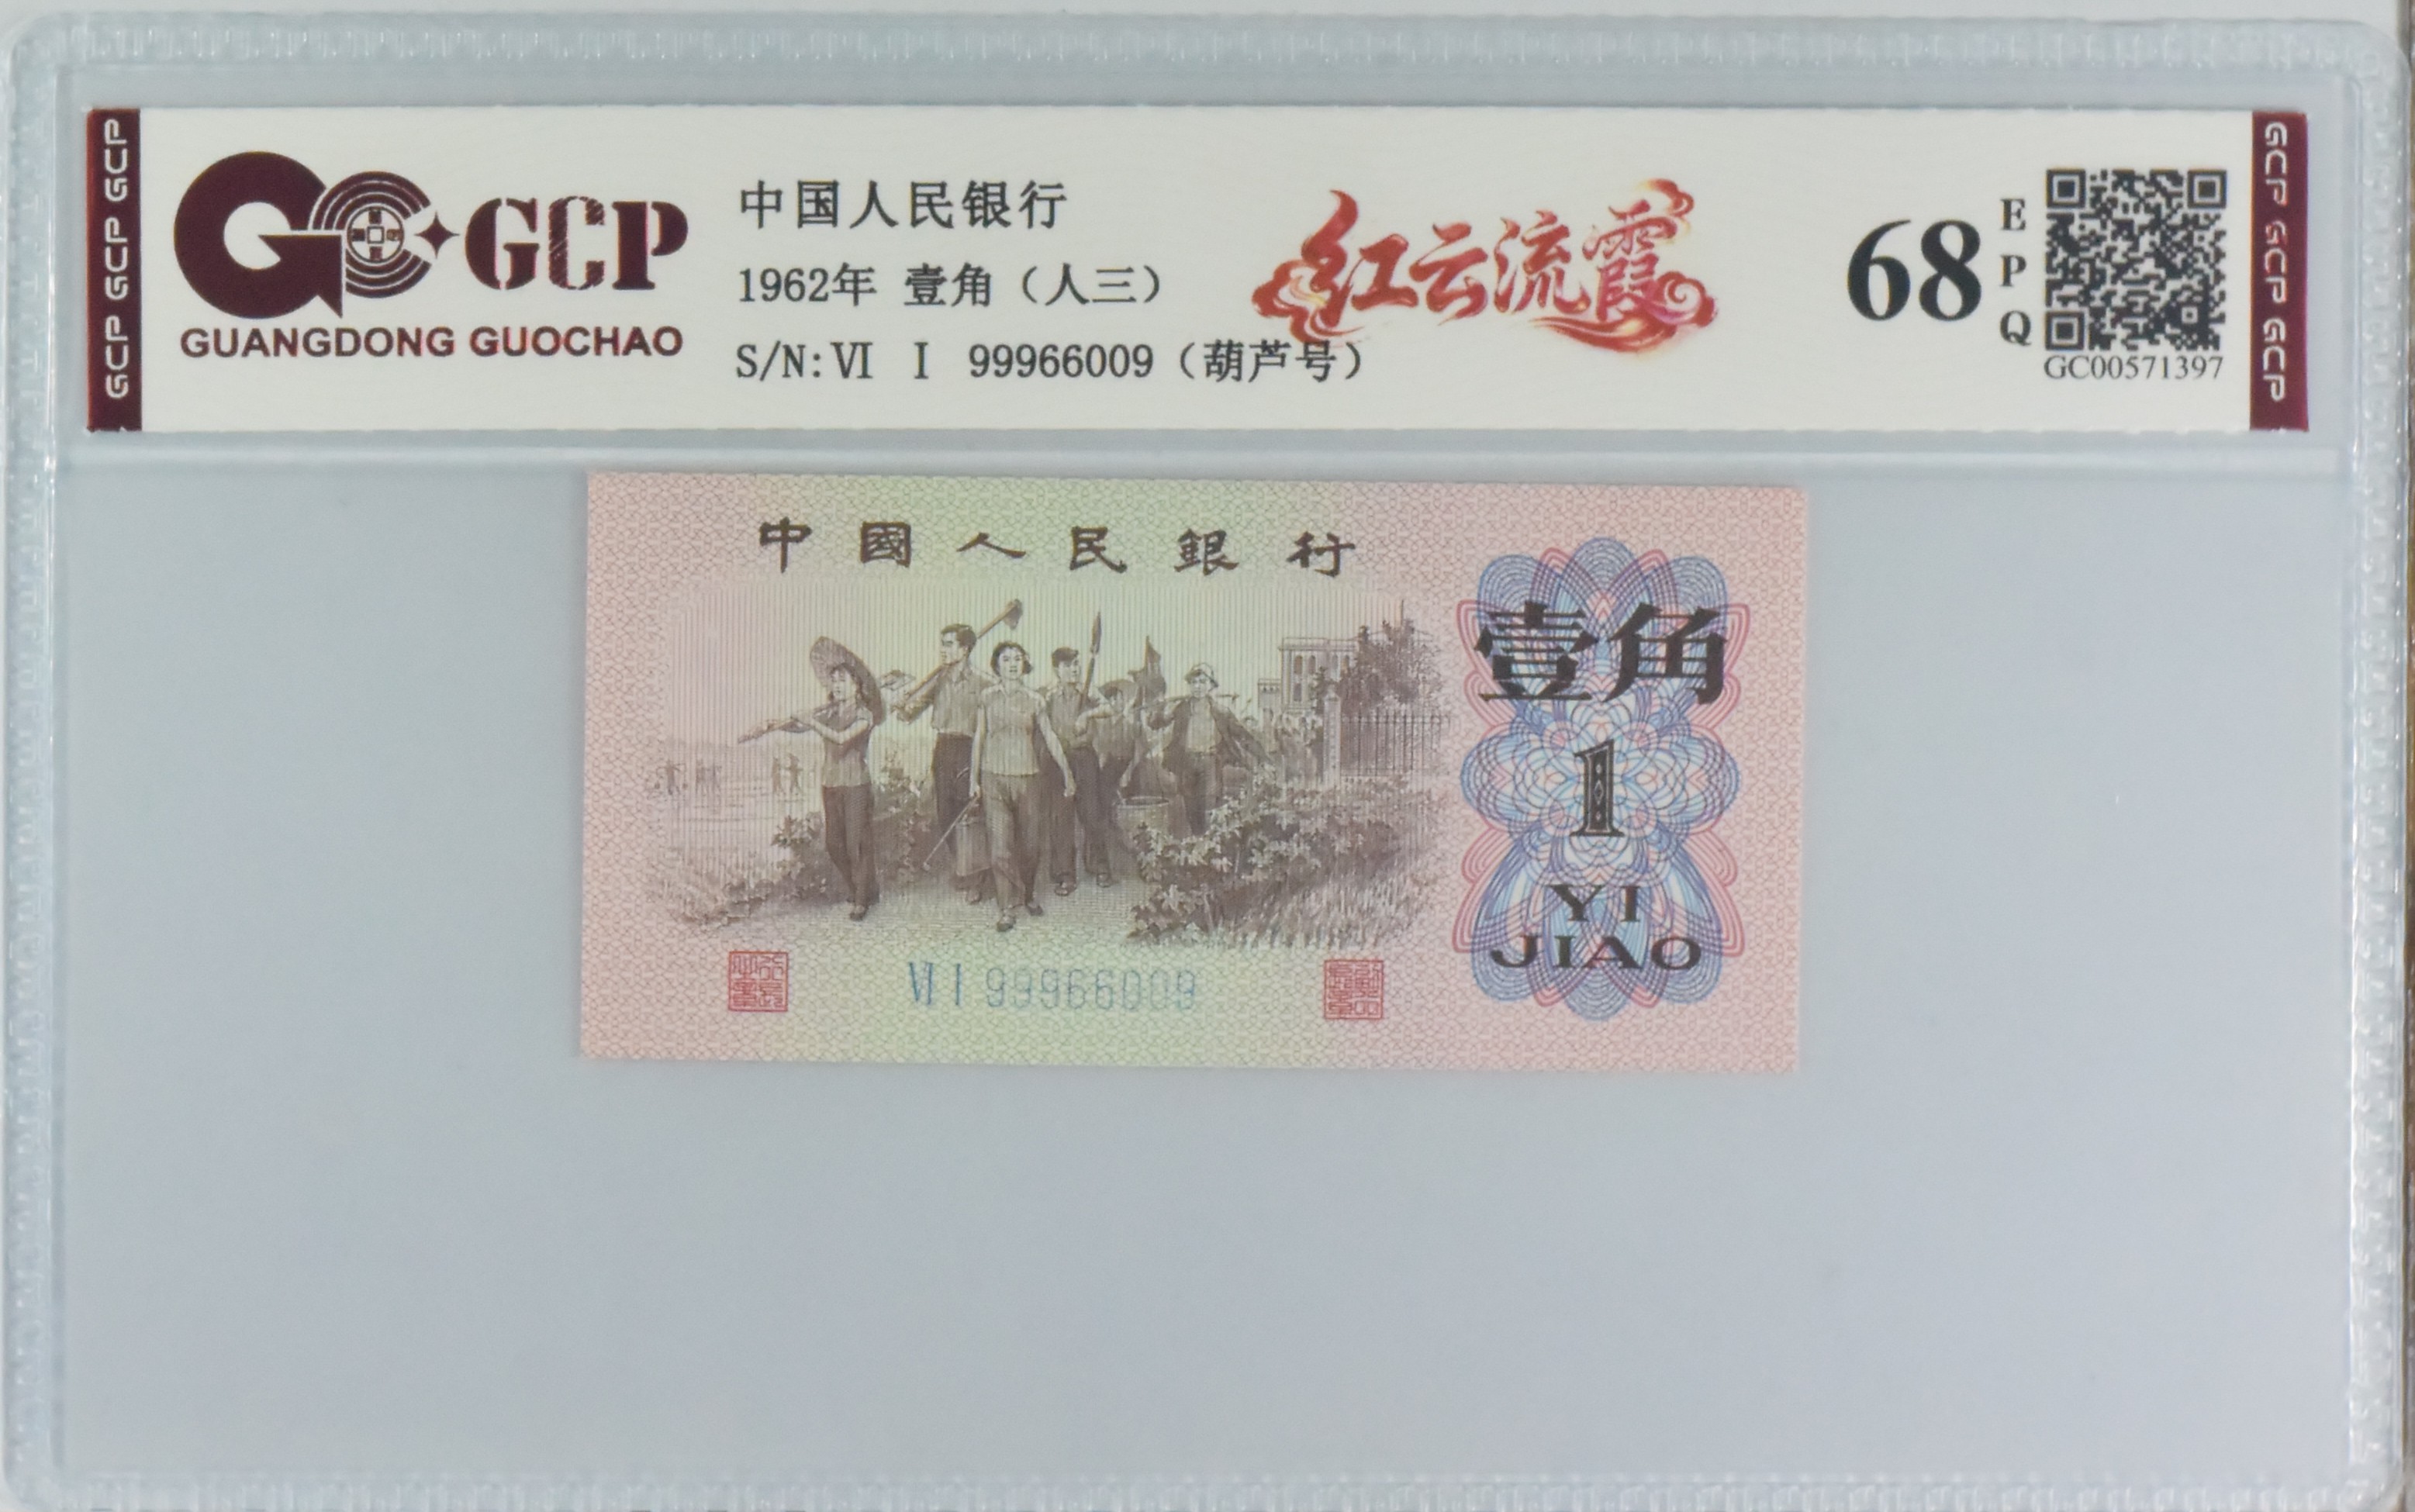 GCP GCP GCP
GCP
GUANGDONG GUOCHAO
中国人民银行
1962年 壹角（人三）
S/N:Ⅵ Ⅰ 99966009（葫芦号）
红云流霞
68
EPQ
GC00571397
GCP GCP GCP GCP
中國人民銀行
壹角
1
YI
JIAO
Ⅵ Ⅰ 99966009